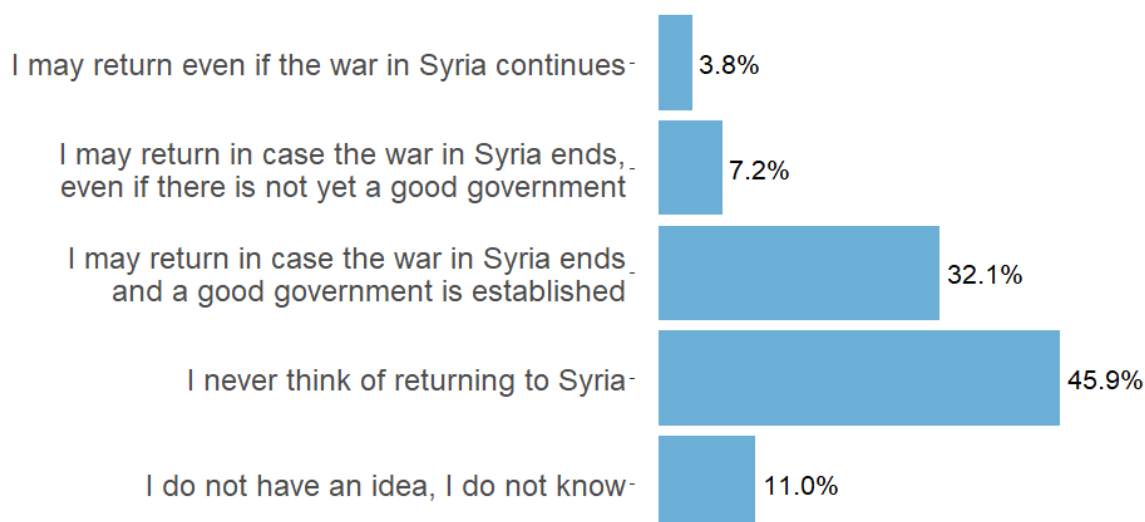 I may return even if the war in Syria continues
3.8%
I may return in case the war in Syria ends,
even if there is not yet a good government
7.2%
I may return in case the war in Syria ends
and a good government is established
32.1%
I never think of returning to Syria
45.9%
I do not have an idea, I do not know
11.0%